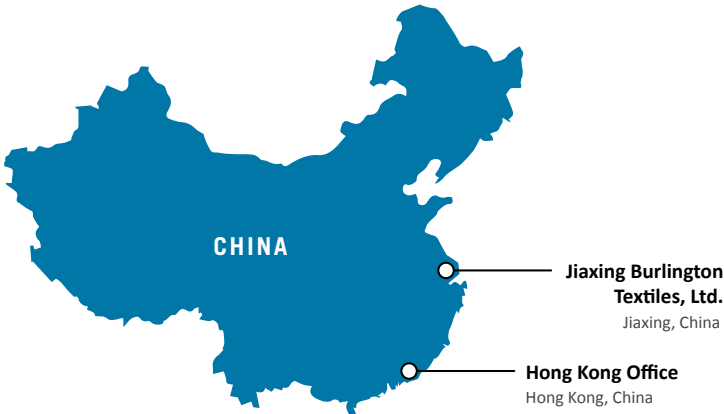 CHINA
Jiaxing Burlington
Textiles, Ltd.
Jiaxing, China
Hong Kong Office
Hong Kong, China